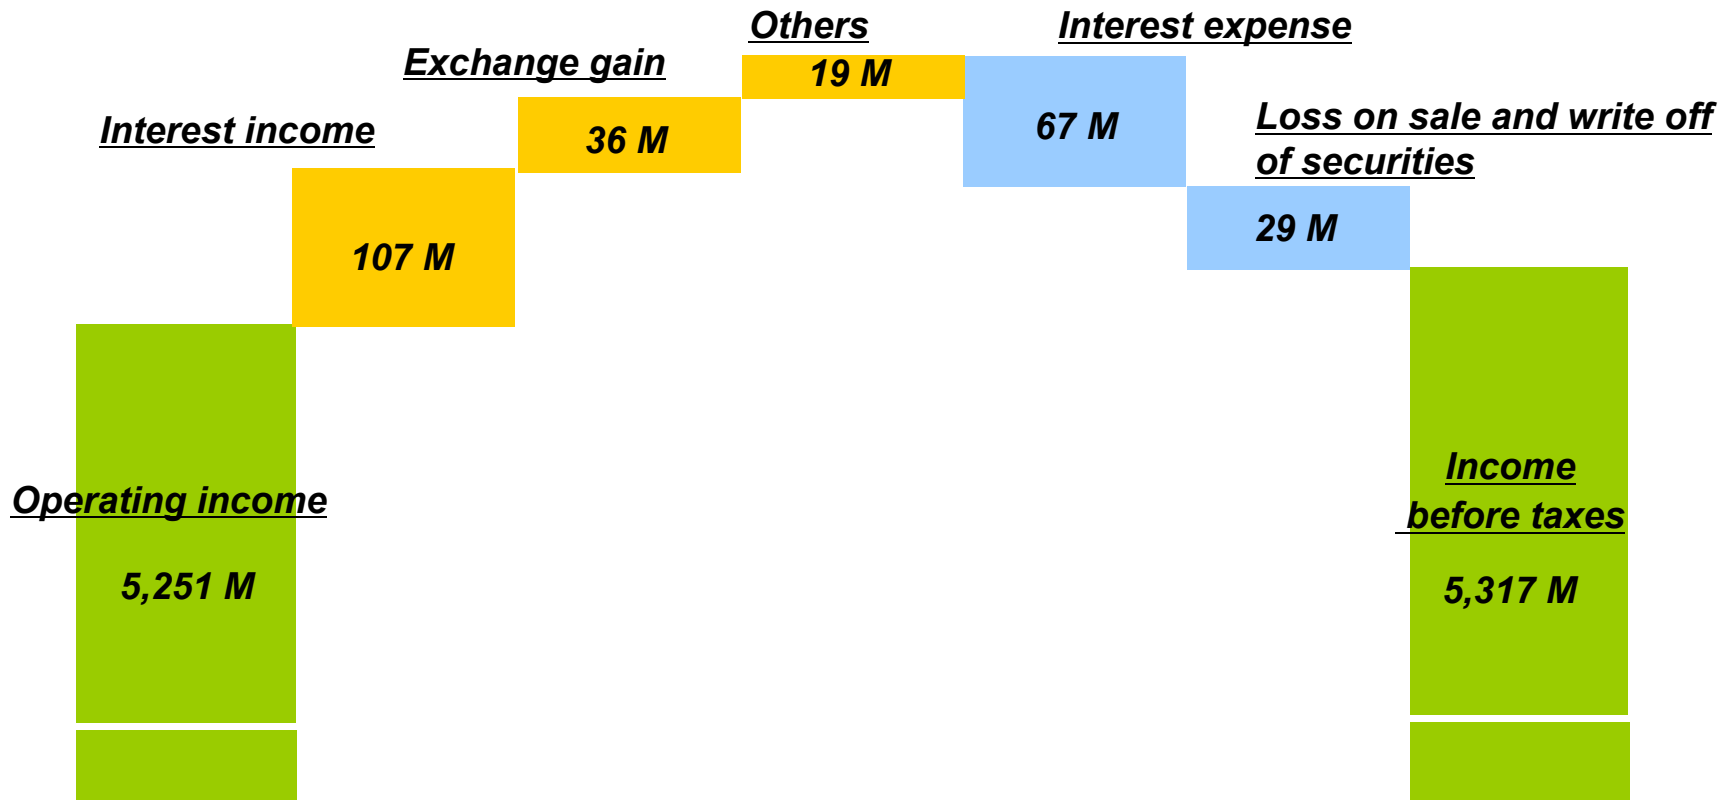 Others
19 M
Interest expense
67 M
Exchange gain
36 M
Interest income
107 M
Loss on sale and write off
of securities
29 M
Operating income
5,251 M
Income
before taxes
5,317 M